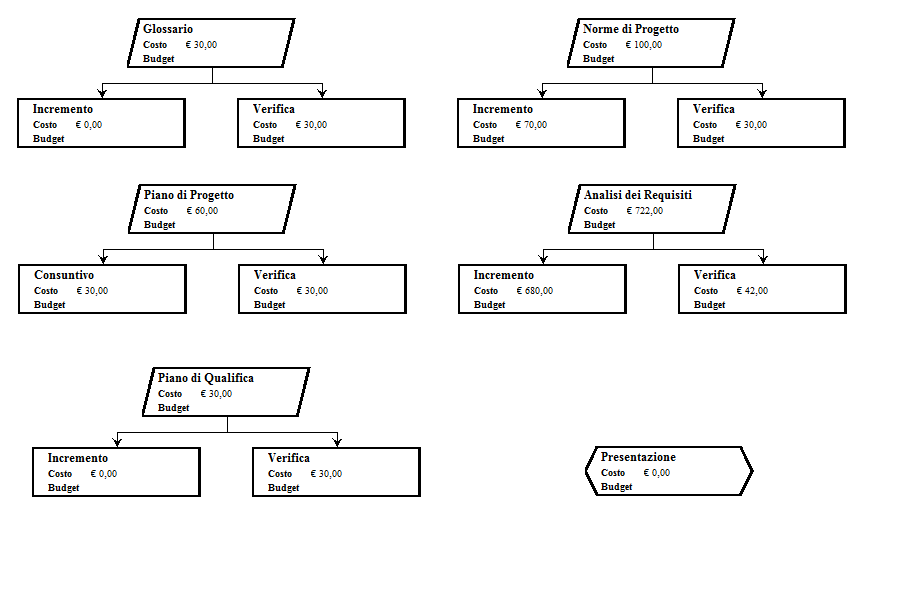 Glossario
Costo € 30,00
Budget
Incremento
Costo € 0,00
Budget
Verifica
Costo € 30,00
Budget
Norme di Progetto
Costo € 100,00
Budget
Incremento
Costo € 70,00
Budget
Verifica
Costo € 30,00
Budget
Piano di Progetto
Costo € 60,00
Budget
Consuntivo
Costo € 30,00
Budget
Verifica
Costo € 30,00
Budget
Analisi dei Requisiti
Costo € 722,00
Budget
Incremento
Costo € 680,00
Budget
Verifica
Costo € 42,00
Budget
Piano di Qualifica
Costo € 30,00
Budget
Incremento
Costo € 0,00
Budget
Verifica
Costo € 30,00
Budget
Presentazione
Costo € 0,00
Budget